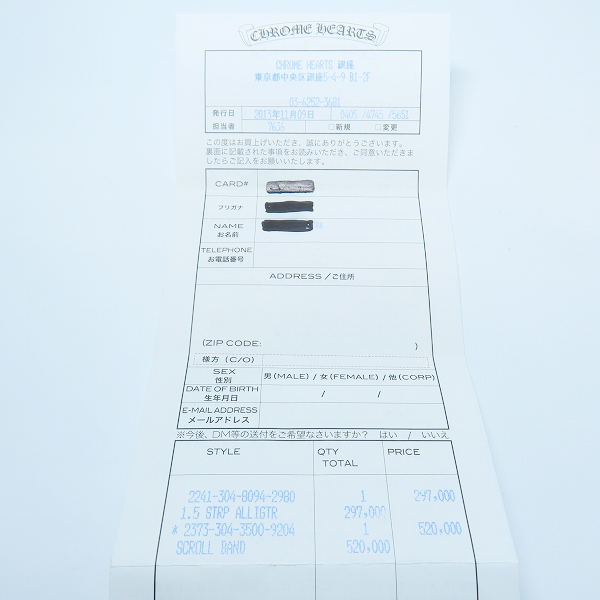 CHROME HEARTS
CHROME HEARTS 銀座
東京都中央区銀座5-4-9 B1-2F
03-6252-3601
発行日 2013年11月09日 0405 /4745 /5651
担当者 7635 □新規 / □変更
この度はお買上げいただき、誠にありがとうございます。
裏面に記載された事項をお読みいただき、ご同意いただきま
したらご記入をお願いいたします。
CARD#
フリガナ
NAME
お名前
TELEPHONE
お電話番号
ADDRESS /ご住所
(ZIP CODE: )
様方 (C/O)
SEX
性別
男(MALE) / 女(FEMALE) / 他(CORP)
DATE OF BIRTH
生年月日
/ /
E-MAIL ADDRESS
メールアドレス
※今後、DM等の送付をご希望なさいますか? はい / いいえ
STYLE QTY PRICE
TOTAL
2241-304-8094-2980 1 297,000
1.5 STRP ALLIGTR 297,000
* 2373-304-3500-9204 1 520,000
SCROLL BAND 520,000